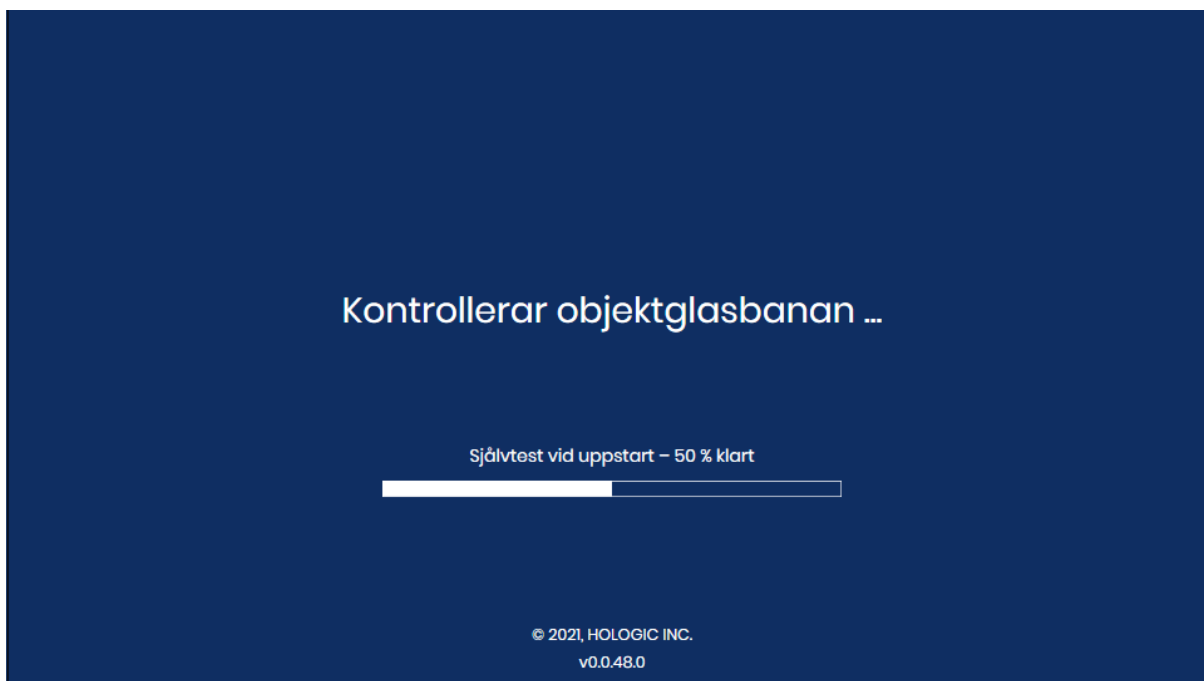 Kontrollerar objektglasbanan ...
Självtest vid uppstart – 50 % klart
© 2021, HOLOGIC INC.
v0.0.48.0